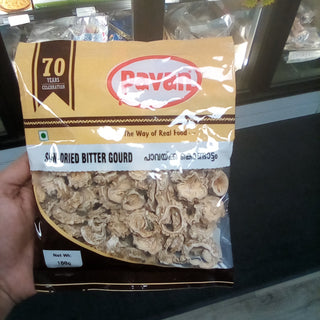 70
YEARS
CELEBRATION
Pavan
The Way of Real Food
SUN DRIED BITTER GOURD പാവയ്ക്ക കൊണ്ടാട്ടം
Net Wt.
100g